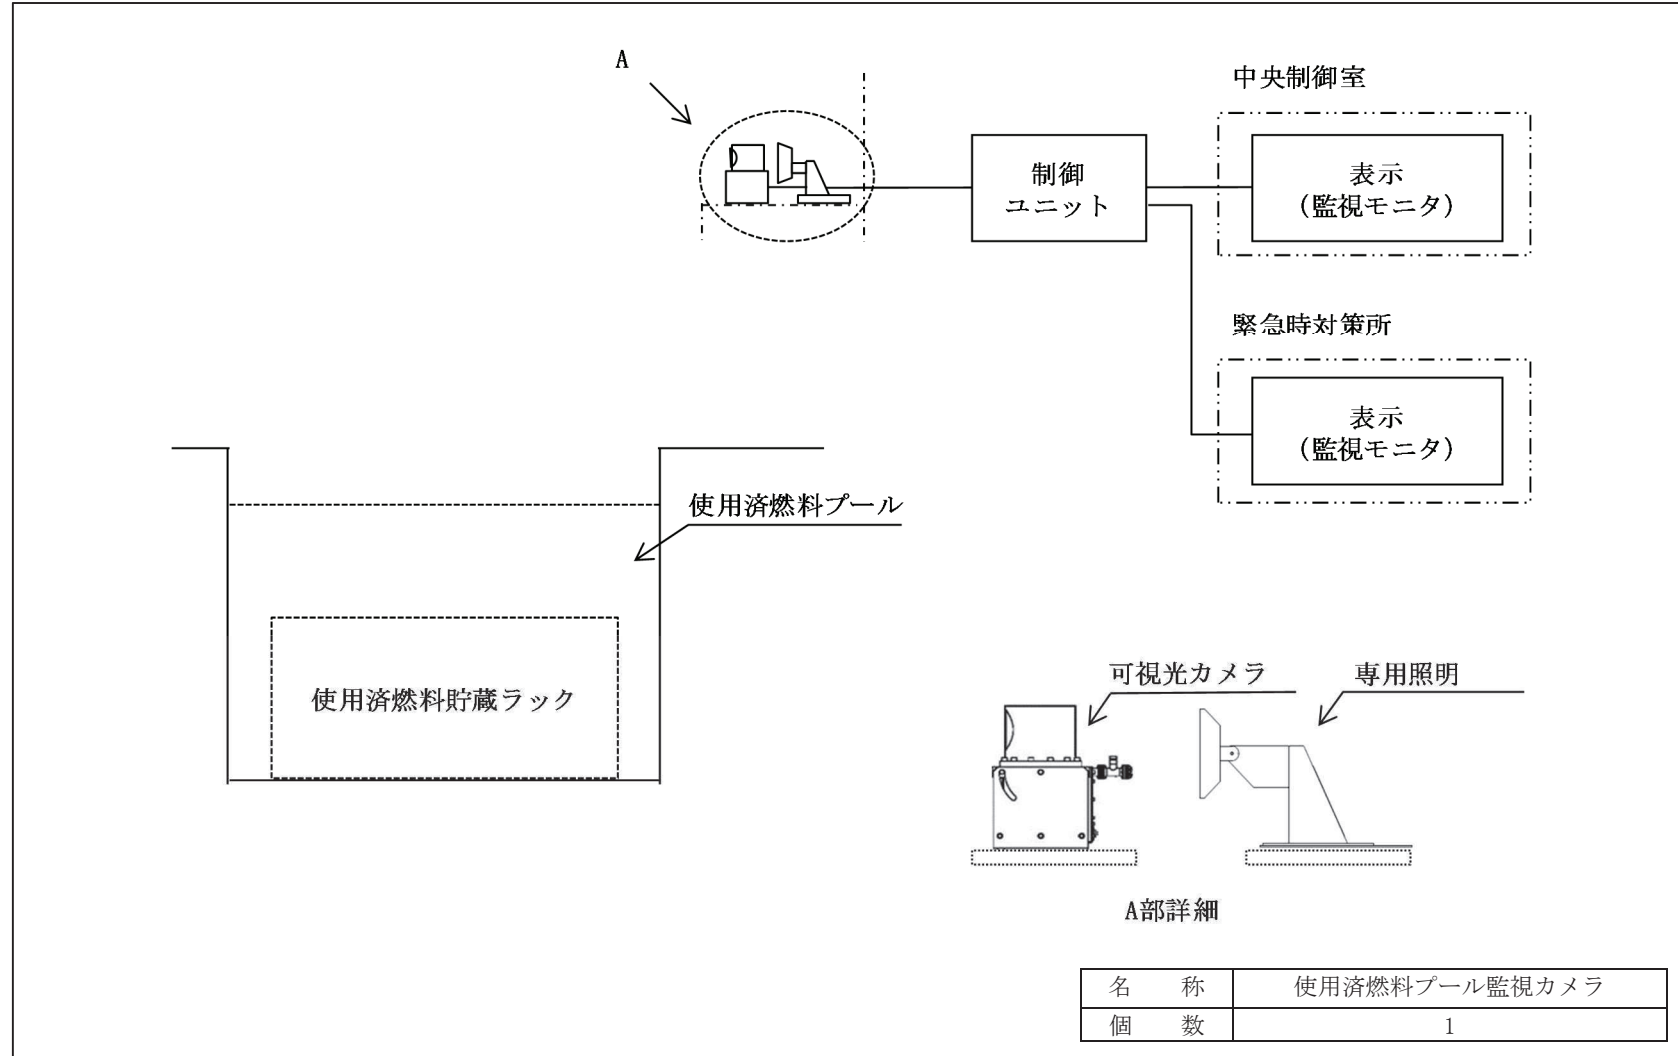 A
中央制御室
制御
ユニット
表示
(監視モニタ)
緊急時対策所
表示
(監視モニタ)
使用済燃料プール
使用済燃料貯蔵ラック
可視光カメラ
専用照明
A部詳細
名 称 使用済燃料プール監視カメラ
個 数 1